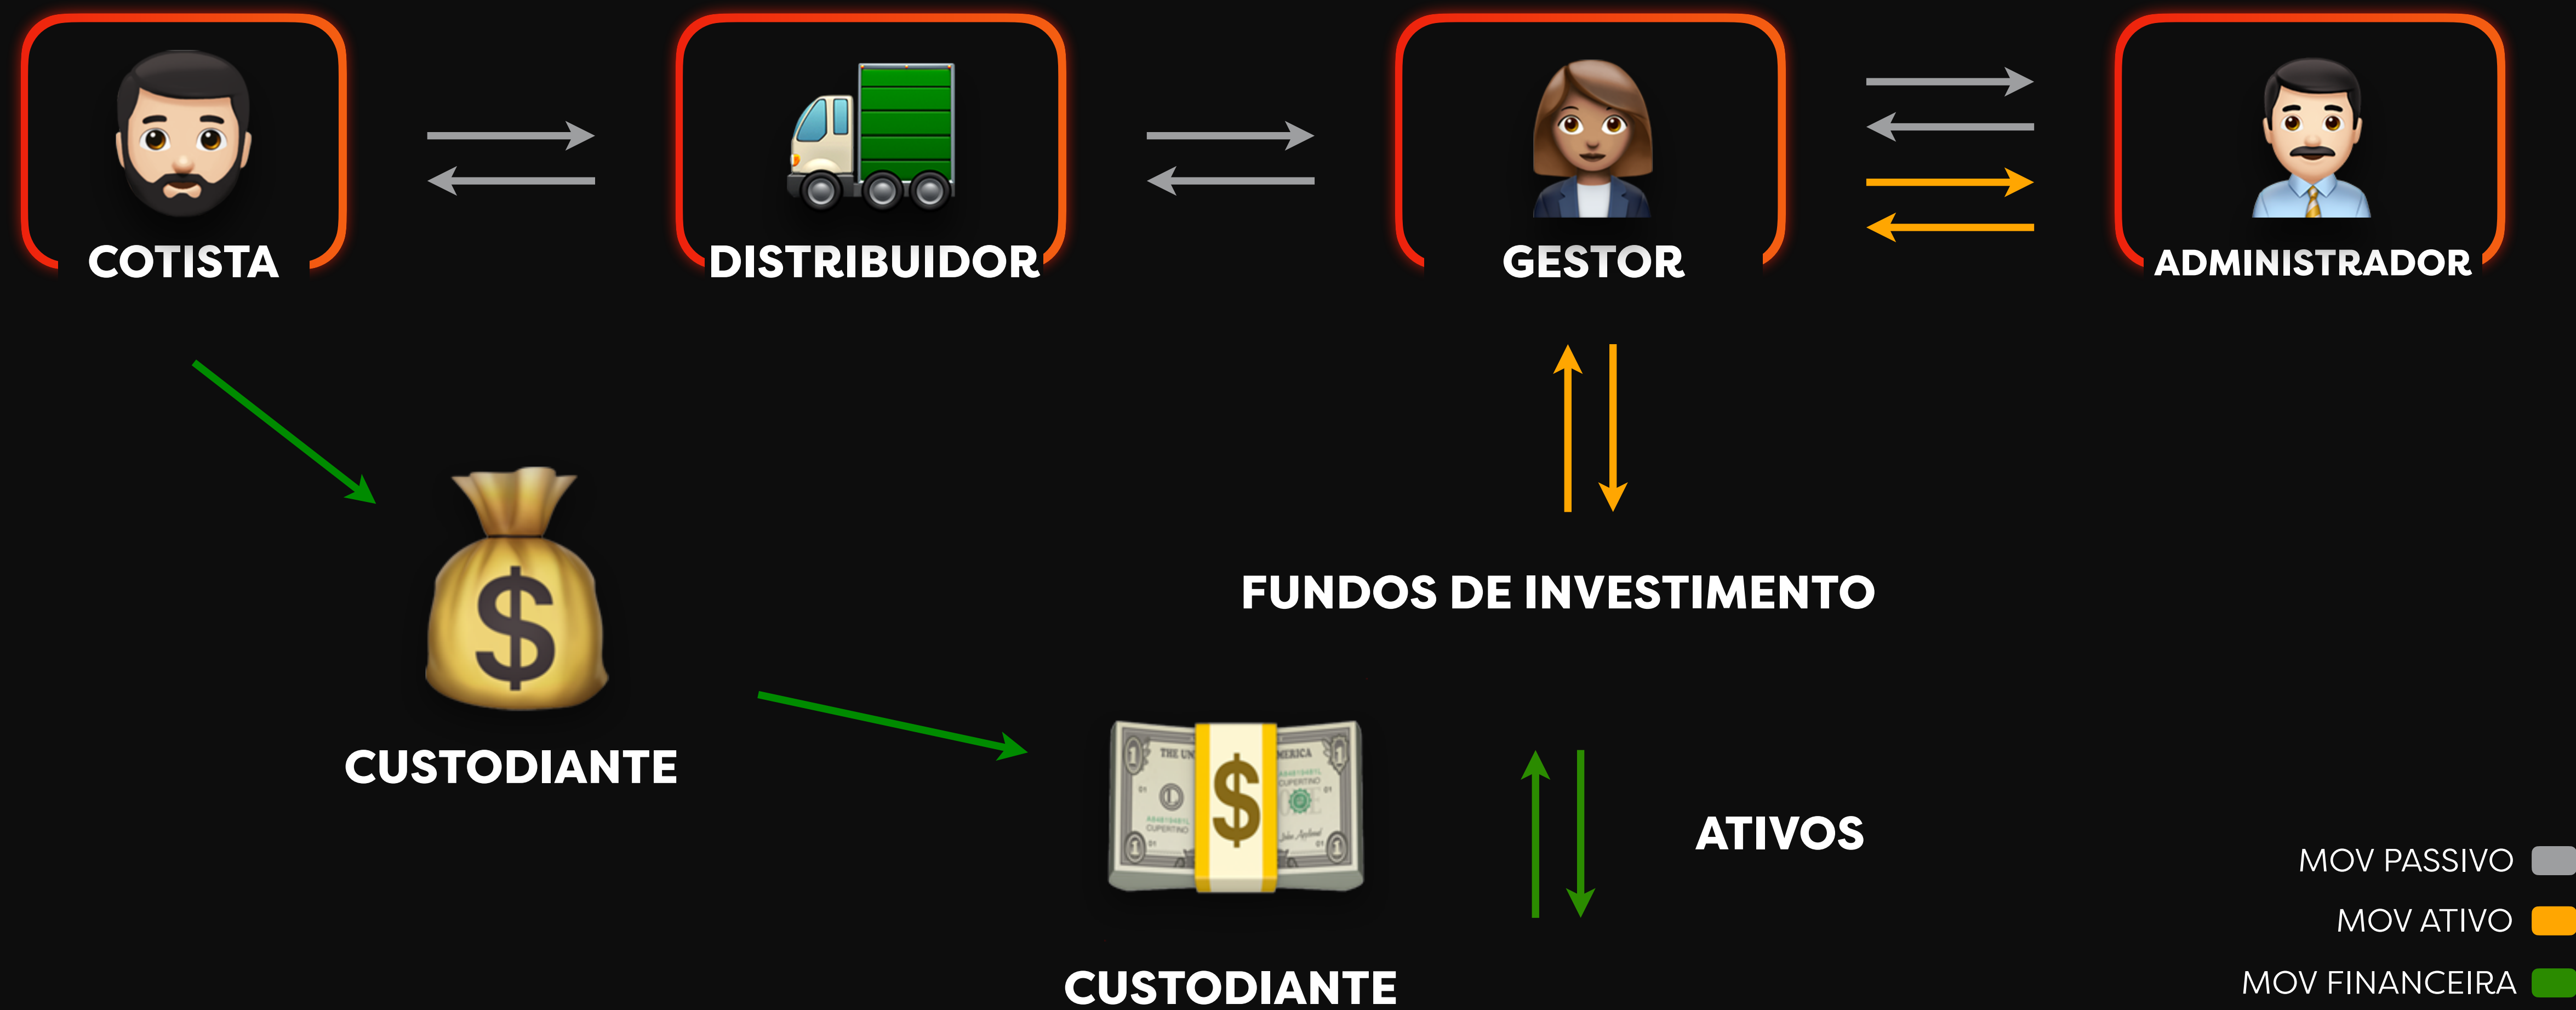 COTISTA
DISTRIBUIDOR
GESTOR
ADMINISTRADOR
$
FUNDOS DE INVESTIMENTO
CUSTODIANTE
$
ATIVOS
MOV PASSIVO
MOV ATIVO
MOV FINANCEIRA
CUSTODIANTE